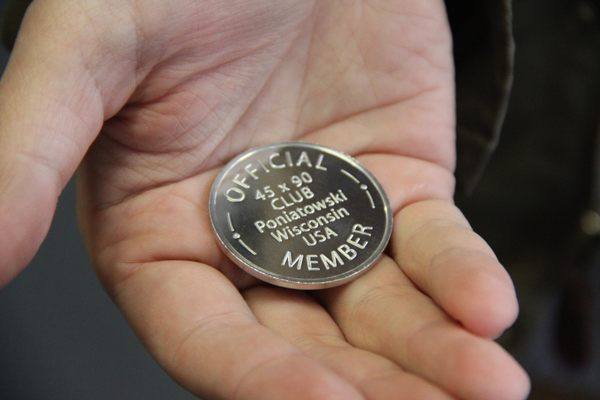 OFFICIAL
45 x 90
CLUB
Poniatowski
Wisconsin
USA
MEMBER